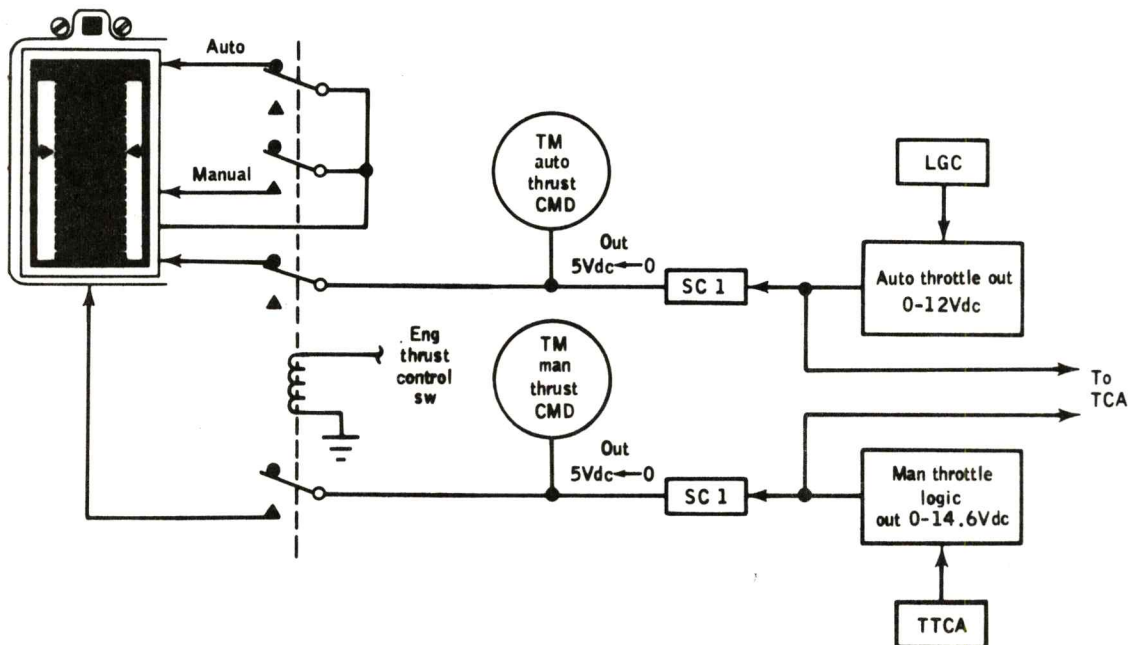 Auto
Manual
TM
auto
thrust
CMD
Out
5Vdc←0
SC 1
LGC
Auto throttle out
0-12Vdc
Eng
thrust
control
sw
TM
man
thrust
CMD
Out
5Vdc←0
SC 1
To
TCA
Man throttle
logic
out 0-14.6Vdc
TTCA